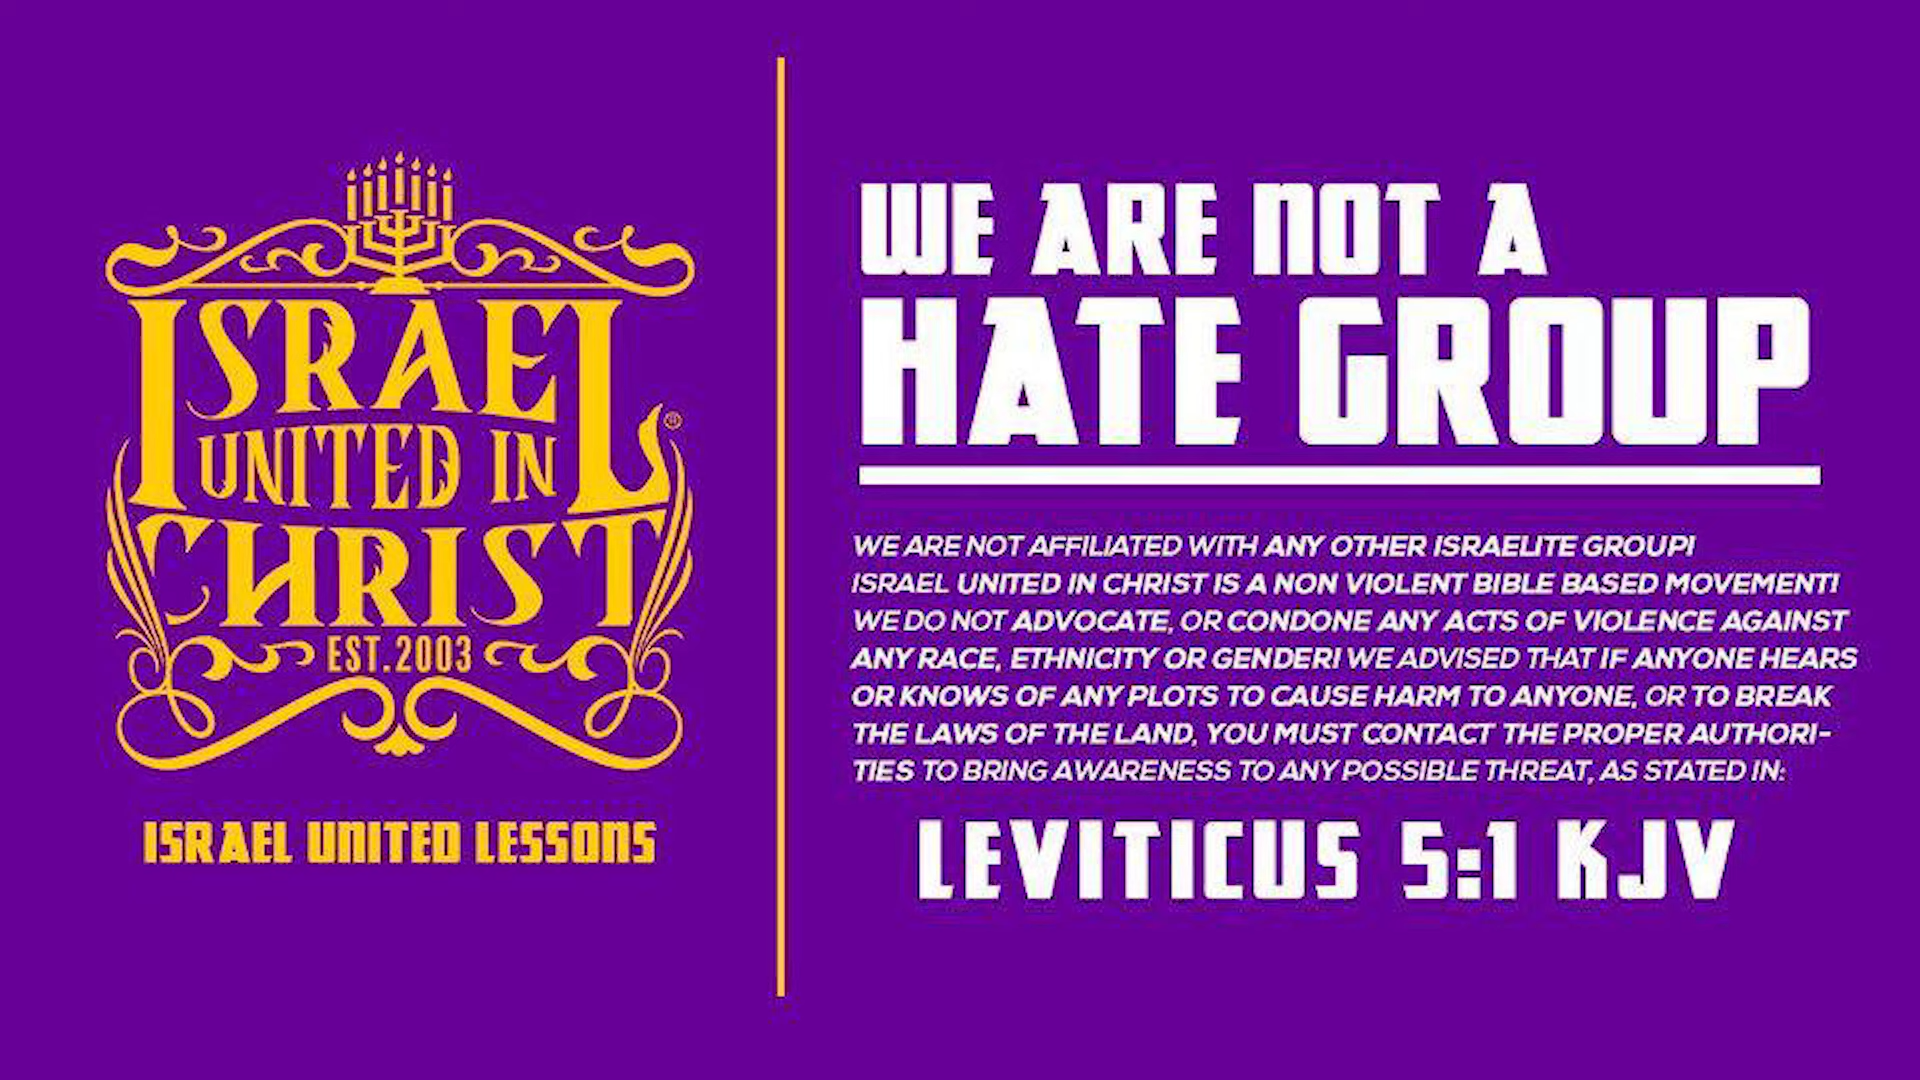 ISRAEL®
UNITED IN
CHRIST
EST.2003
ISRAEL UNITED LESSONS
WE ARE NOT A
HATE GROUP
WE ARE NOT AFFILIATED WITH ANY OTHER ISRAELITE GROUP!
ISRAEL UNITED IN CHRIST IS A NON VIOLENT BIBLE BASED MOVEMENT!
WE DO NOT ADVOCATE, OR CONDONE ANY ACTS OF VIOLENCE AGAINST
ANY RACE, ETHNICITY OR GENDER! WE ADVISED THAT IF ANYONE HEARS
OR KNOWS OF ANY PLOTS TO CAUSE HARM TO ANYONE, OR TO BREAK
THE LAWS OF THE LAND, YOU MUST CONTACT THE PROPER AUTHORI-
TIES TO BRING AWARENESS TO ANY POSSIBLE THREAT, AS STATED IN:
LEVITICUS 5:1 KJV